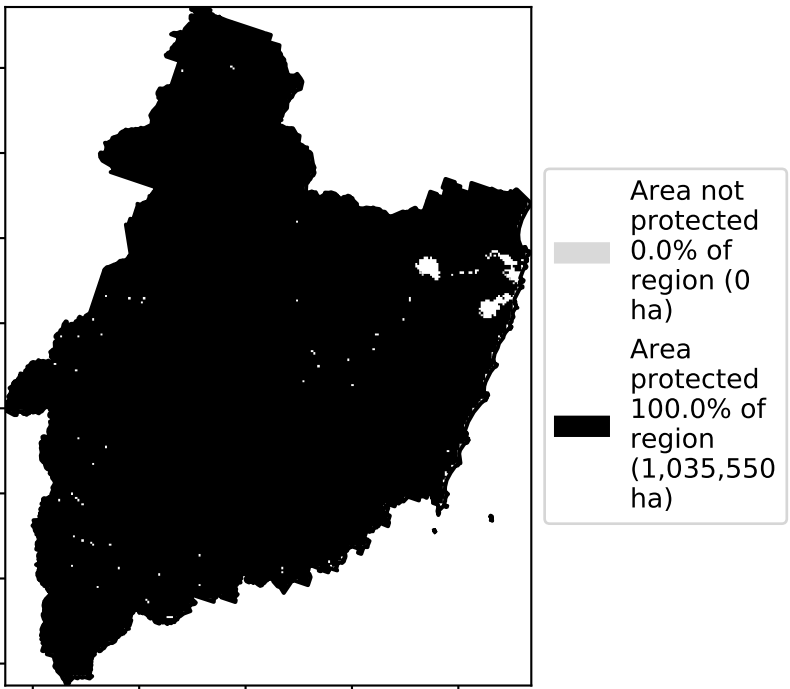 Area not
protected
0.0% of
region (0
ha)
Area
protected
100.0% of
region
(1,035,550
ha)